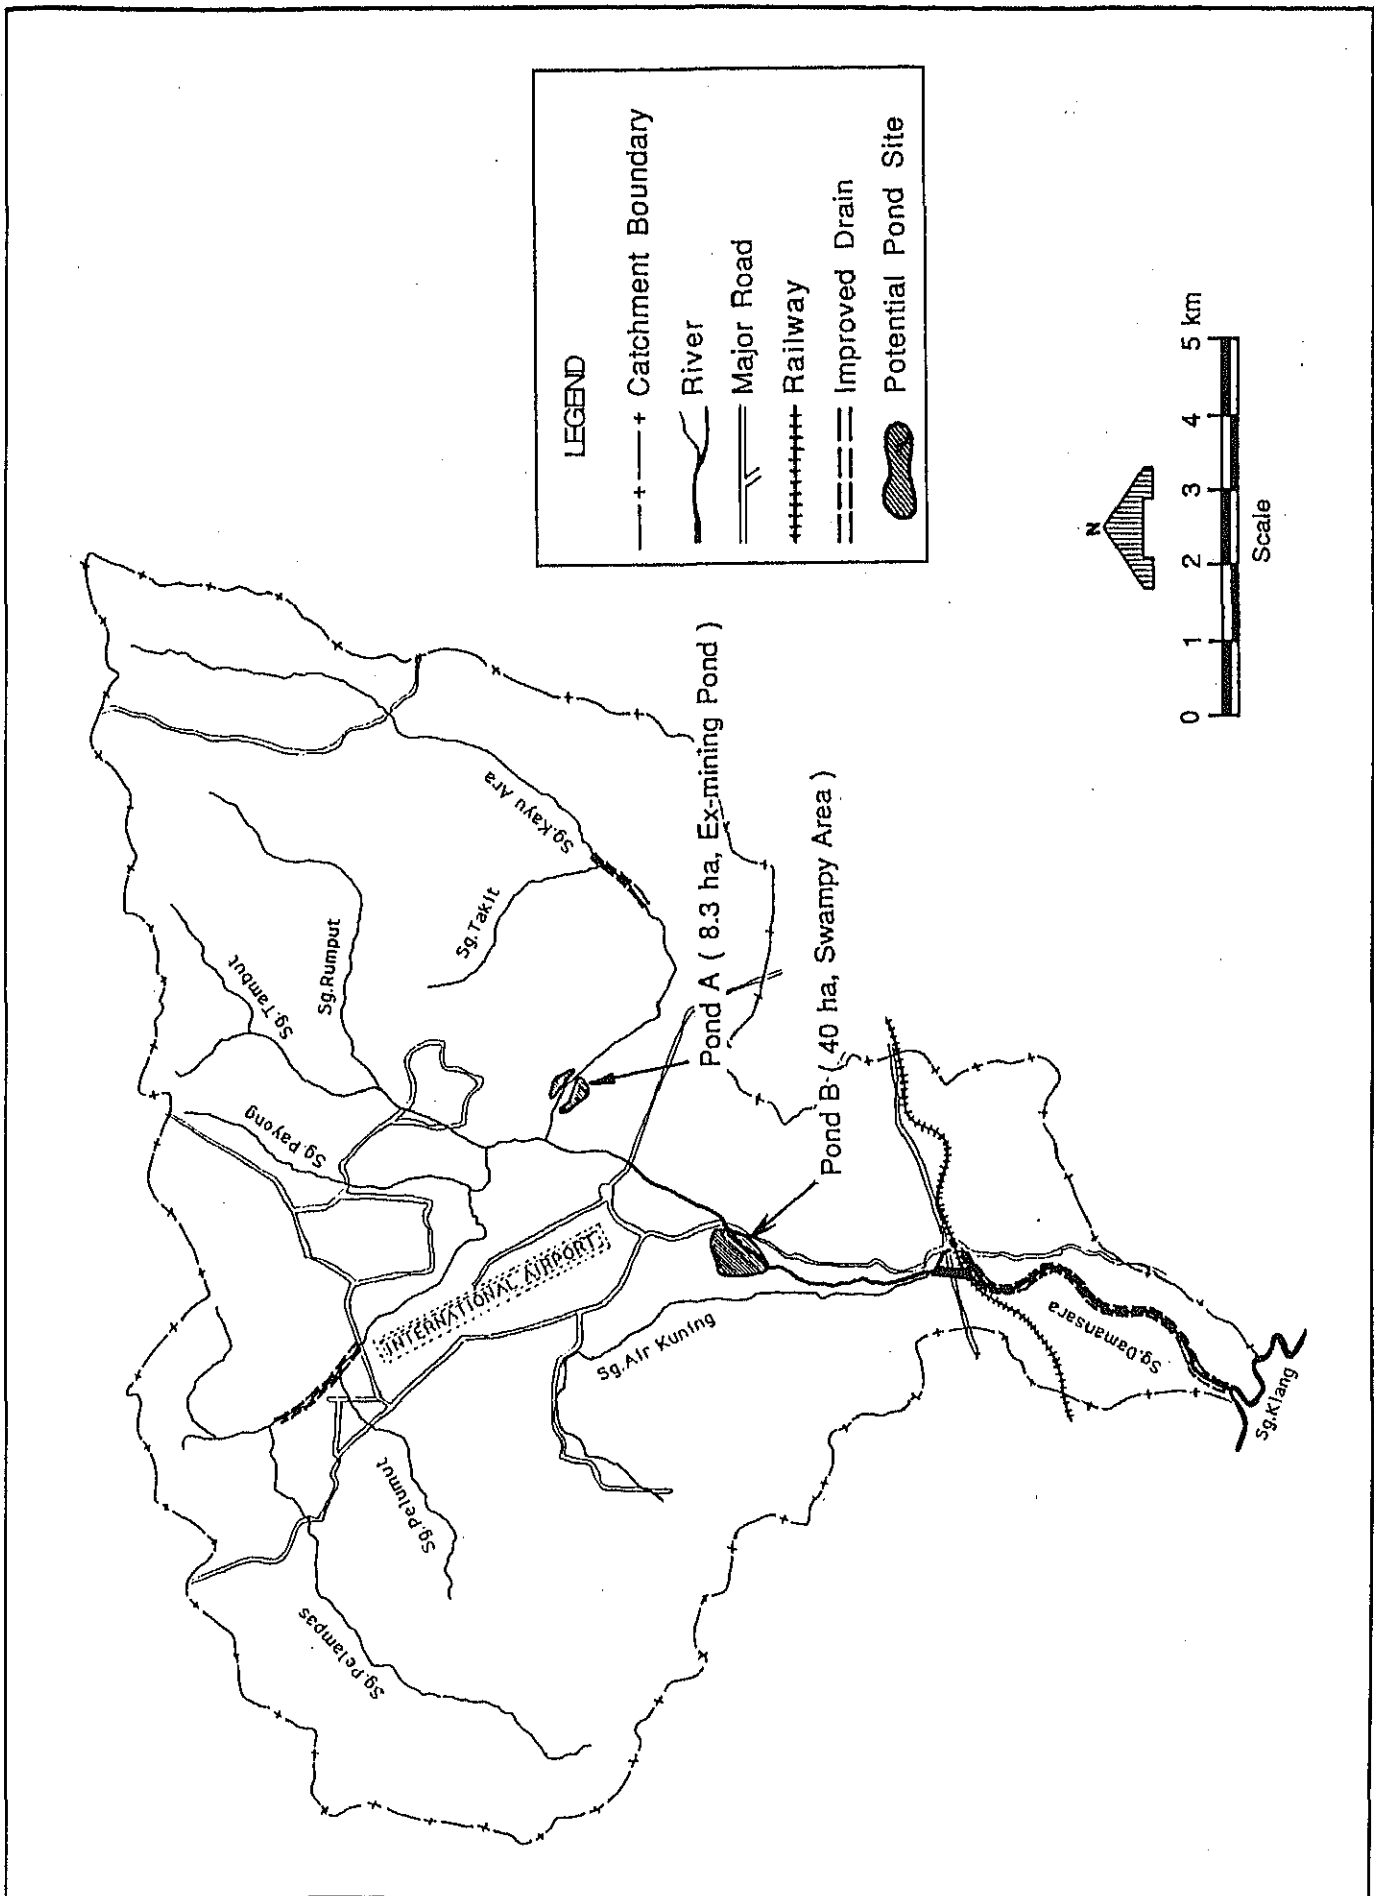 LEGEND
Catchment Boundary
River
Major Road
Railway
Improved Drain
Potential Pond Site
N
0 1 2 3 4 5 km
Scale
Sg.Kayu Ara
Sg.Takit
Sg.Rumput
Sg.Tambut
Sg.Payong
INTERNATIONAL AIRPORT
Sg.Pelumut
Sg.Pelampas
Sg.Air Kuning
Pond A ( 8.3 ha, Ex-mining Pond )
Pond B ( 40 ha, Swampy Area )
Sg.Damansara
Sg.Klang